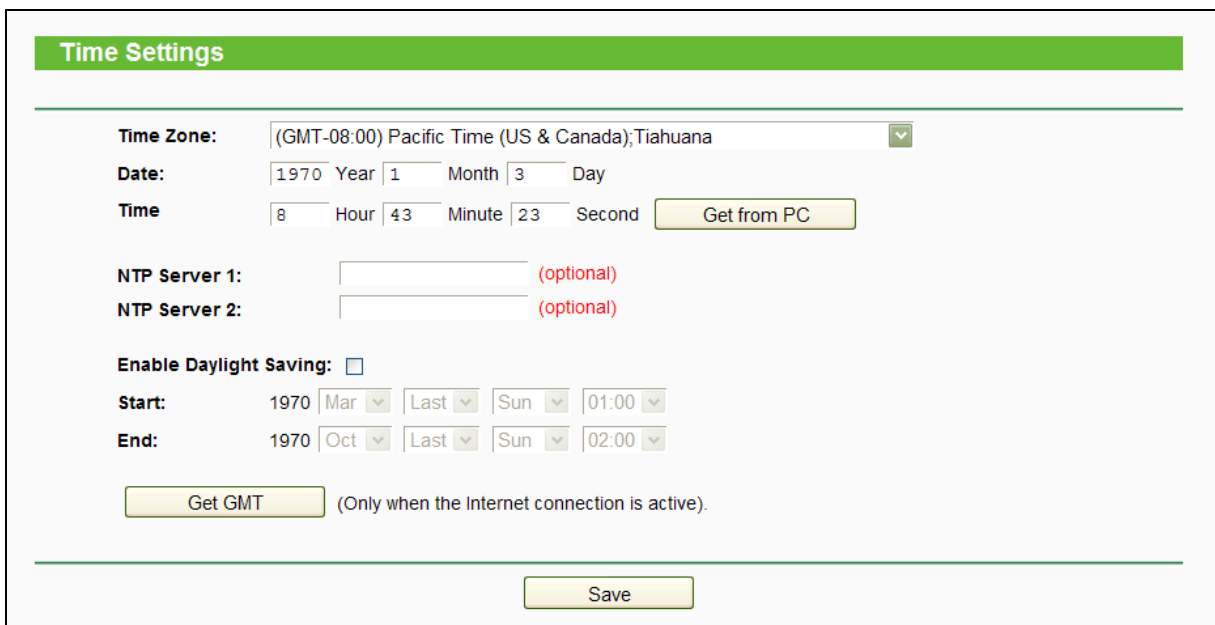 Time Settings
Time Zone: (GMT-08:00) Pacific Time (US & Canada);Tiahuana
Date: 1970 Year 1 Month 3 Day
Time 8 Hour 43 Minute 23 Second Get from PC
NTP Server 1: (optional)
NTP Server 2: (optional)
Enable Daylight Saving:
Start: 1970 Mar Last Sun 01:00
End: 1970 Oct Last Sun 02:00
Get GMT (Only when the Internet connection is active).
Save